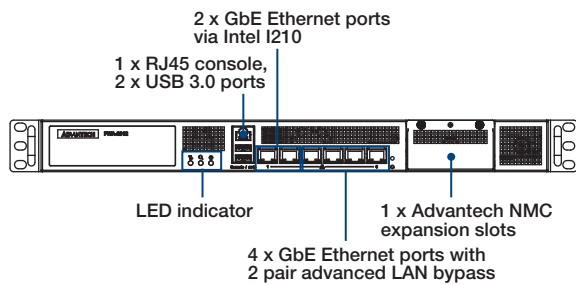 2 x GbE Ethernet ports
via Intel I210
1 x RJ45 console,
2 x USB 3.0 ports
ADVANTECH
LED indicator
1 x Advantech NMC
expansion slots
4 x GbE Ethernet ports with
2 pair advanced LAN bypass